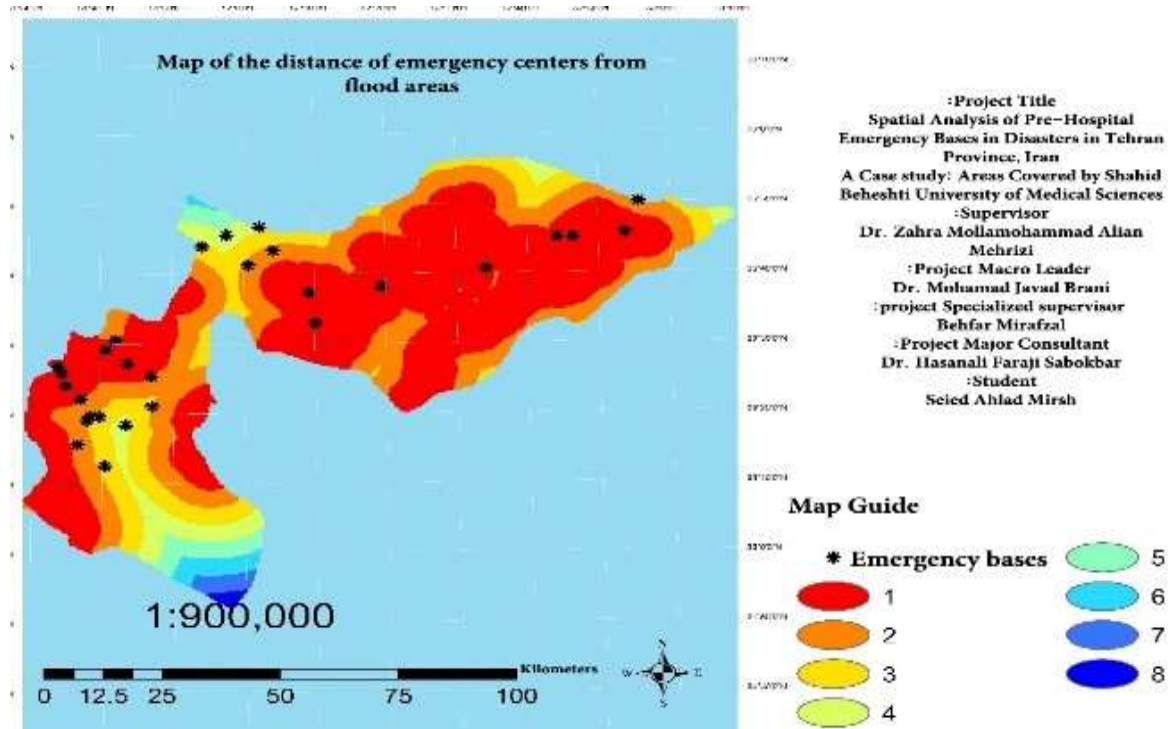 Map of the distance of emergency centers from
flood areas
:Project Title
Spatial Analysis of Pre-Hospital
Emergency Bases in Disasters in Tehran
Province, Iran
A Case study: Areas Covered by Shahid
Beheshti University of Medical Sciences
:Supervisor
Dr. Zahra Mollamohammad Alian
Mehrizi
:Project Macro Leader
Dr. Mohamad Javad Brani
:project Specialized supervisor
Behfar Mirafzal
:Project Major Consultant
Dr. Hasanali Faraji Sabokbar
:Student
Seied Ahlad Mirsh
Map Guide
Emergency bases
1
2
3
4
5
6
7
8
1:900,000
Kilometers
0 12.5 25 50 75 100
N
W E
S